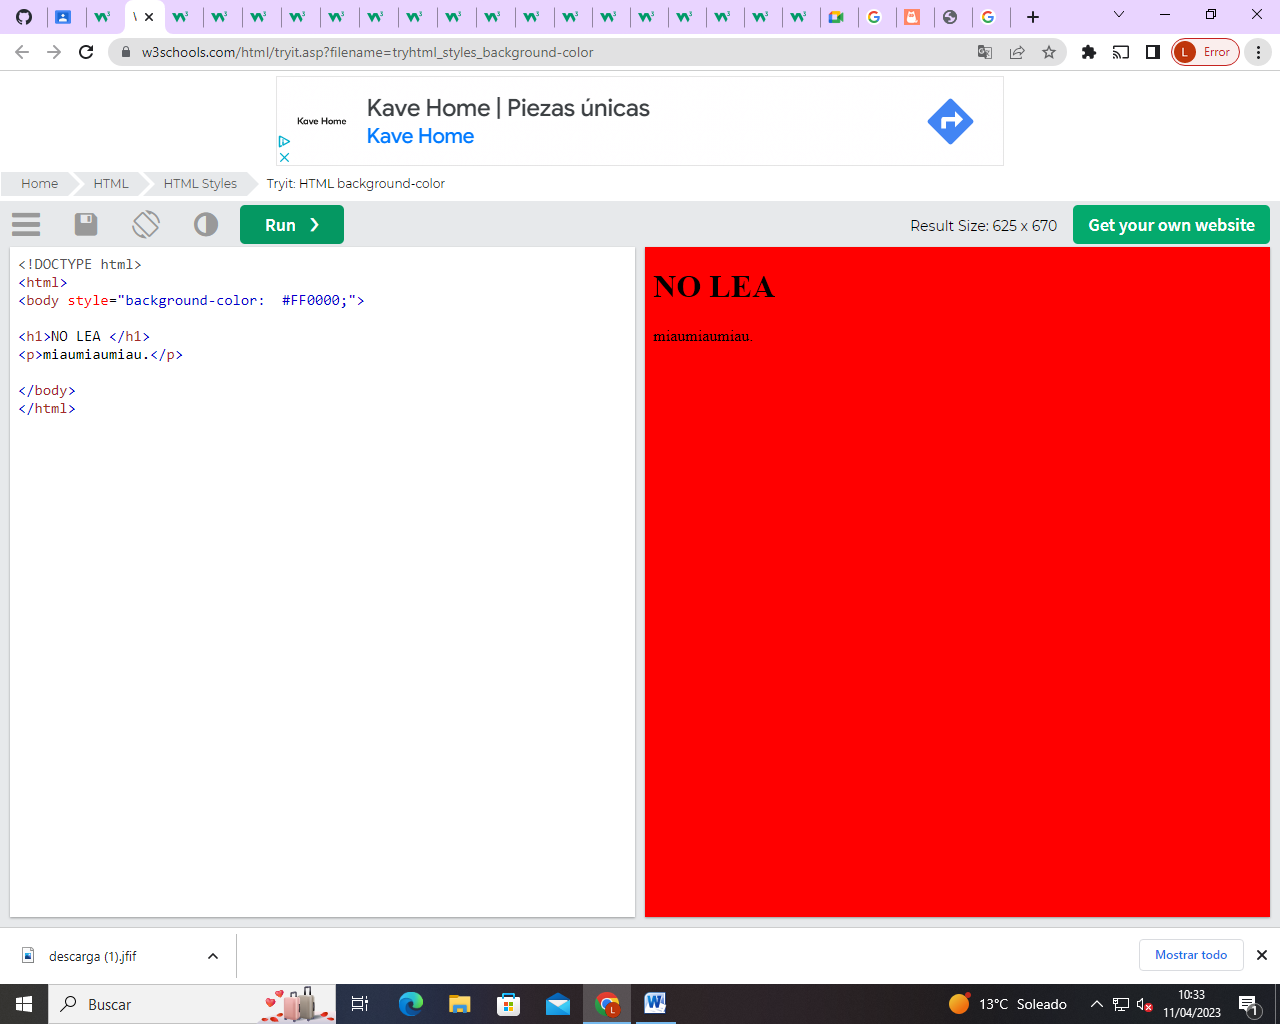 w3schools.com/html/tryit.asp?filename=tryhtml_styles_background-color
L Error
Kave Home
Kave Home | Piezas únicas
Kave Home
Home
HTML
HTML Styles
Tryit: HTML background-color
Run ❯
Result Size: 625 x 670
Get your own website
<!DOCTYPE html>
<html>
<body style="background-color:  #FF0000;">
<h1>NO LEA </h1>
<p>miaumiaumiau.</p>
</body>
</html>
NO LEA
miaumiaumiau.
descarga (1).jfif
Mostrar todo
Buscar
13°C Soleado
10:33
11/04/2023
1